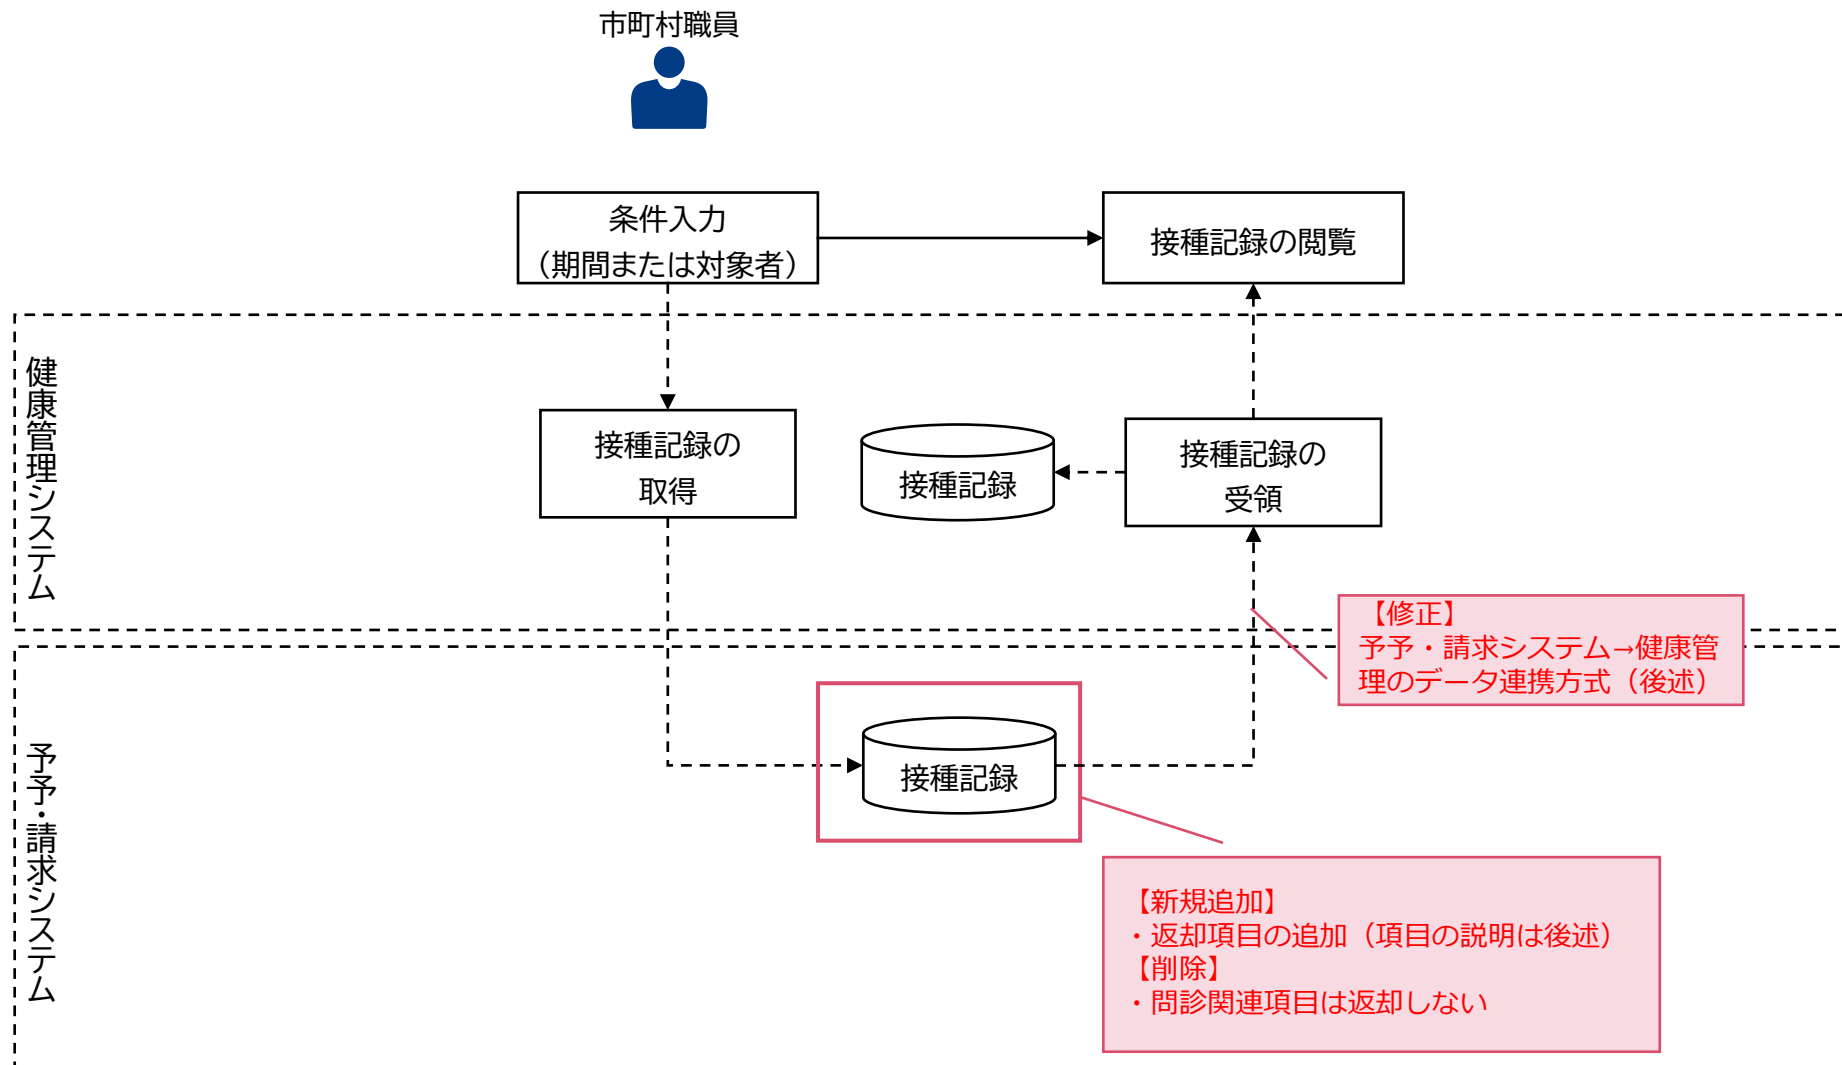 市町村職員
条件入力
（期間または対象者）
接種記録の閲覧
健康管理システム
接種記録の
取得
接種記録
接種記録の
受領
【修正】
予予・請求システム→健康管
理のデータ連携方式（後述）
予予・請求システム
接種記録
【新規追加】
・返却項目の追加（項目の説明は後述）
【削除】
・問診関連項目は返却しない